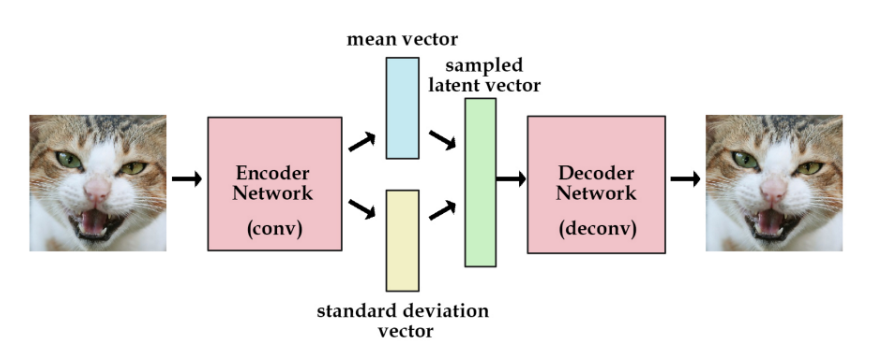 mean vector
sampled
latent vector
Encoder
Network
(conv)
Decoder
Network
(deconv)
standard deviation
vector